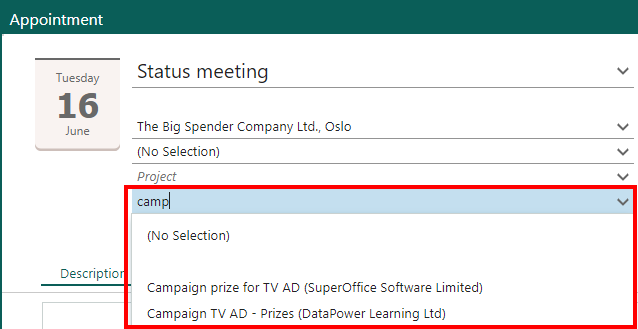 Appointment
Tuesday
16
June
Status meeting
The Big Spender Company Ltd., Oslo
(No Selection)
Project
camp
(No Selection)
Description
Campaign prize for TV AD (SuperOffice Software Limited)
Campaign TV AD - Prizes (DataPower Learning Ltd)